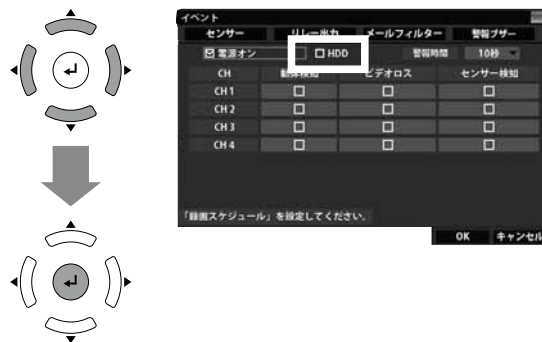 イベント
センサー リレー出力 メールフィルター 警報ブザー
電源オン HDD 警報時間 10秒
CH 動体検知 ビデオロス センサー検知
CH 1
CH 2
CH 3
CH 4
「録画スケジュール」を設定してください。
OK キャンセル